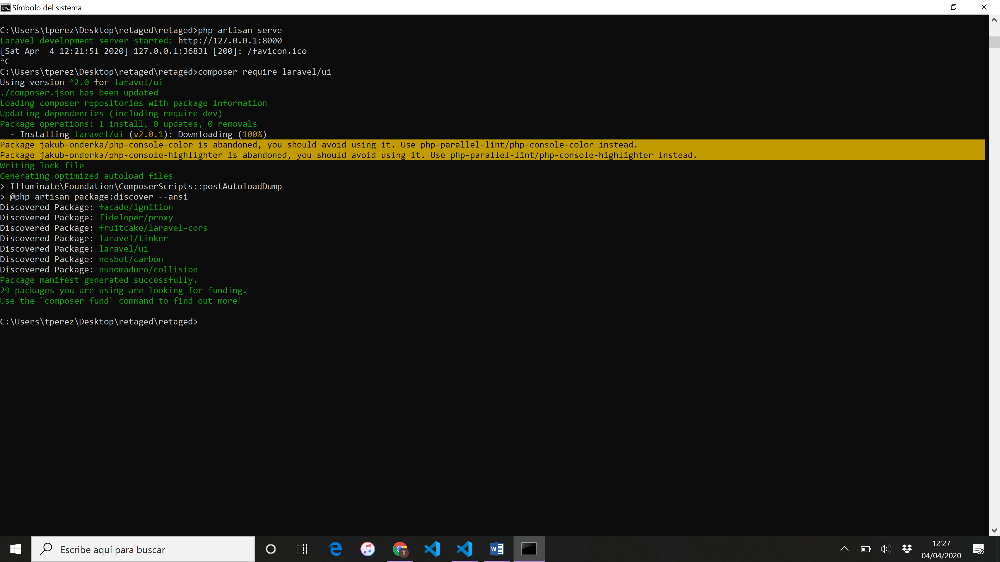 Símbolo del sistema
C:\Users\tperez\Desktop\retaged\retaged>php artisan serve
Laravel development server started: http://127.0.0.1:8000
[Sat Apr  4 12:21:51 2020] 127.0.0.1:36831 [200]: /favicon.ico
^C
C:\Users\tperez\Desktop\retaged\retaged>composer require laravel/ui
Using version ^2.0 for laravel/ui
./composer.json has been updated
Loading composer repositories with package information
Updating dependencies (including require-dev)
Package operations: 1 install, 0 updates, 0 removals
  - Installing laravel/ui (v2.0.1): Downloading (100%)
Package jakub-onderka/php-console-color is abandoned, you should avoid using it. Use php-parallel-lint/php-console-color instead.
Package jakub-onderka/php-console-highlighter is abandoned, you should avoid using it. Use php-parallel-lint/php-console-highlighter instead.
Writing lock file
Generating optimized autoload files
> Illuminate\Foundation\ComposerScripts::postAutoloadDump
> @php artisan package:discover --ansi
Discovered Package: facade/ignition
Discovered Package: fideloper/proxy
Discovered Package: fruitcake/laravel-cors
Discovered Package: laravel/tinker
Discovered Package: laravel/ui
Discovered Package: nesbot/carbon
Discovered Package: nunomaduro/collision
Package manifest generated successfully.
29 packages you are using are looking for funding.
Use the `composer fund` command to find out more!
C:\Users\tperez\Desktop\retaged\retaged>
Escribe aquí para buscar
T
W
12:27
04/04/2020